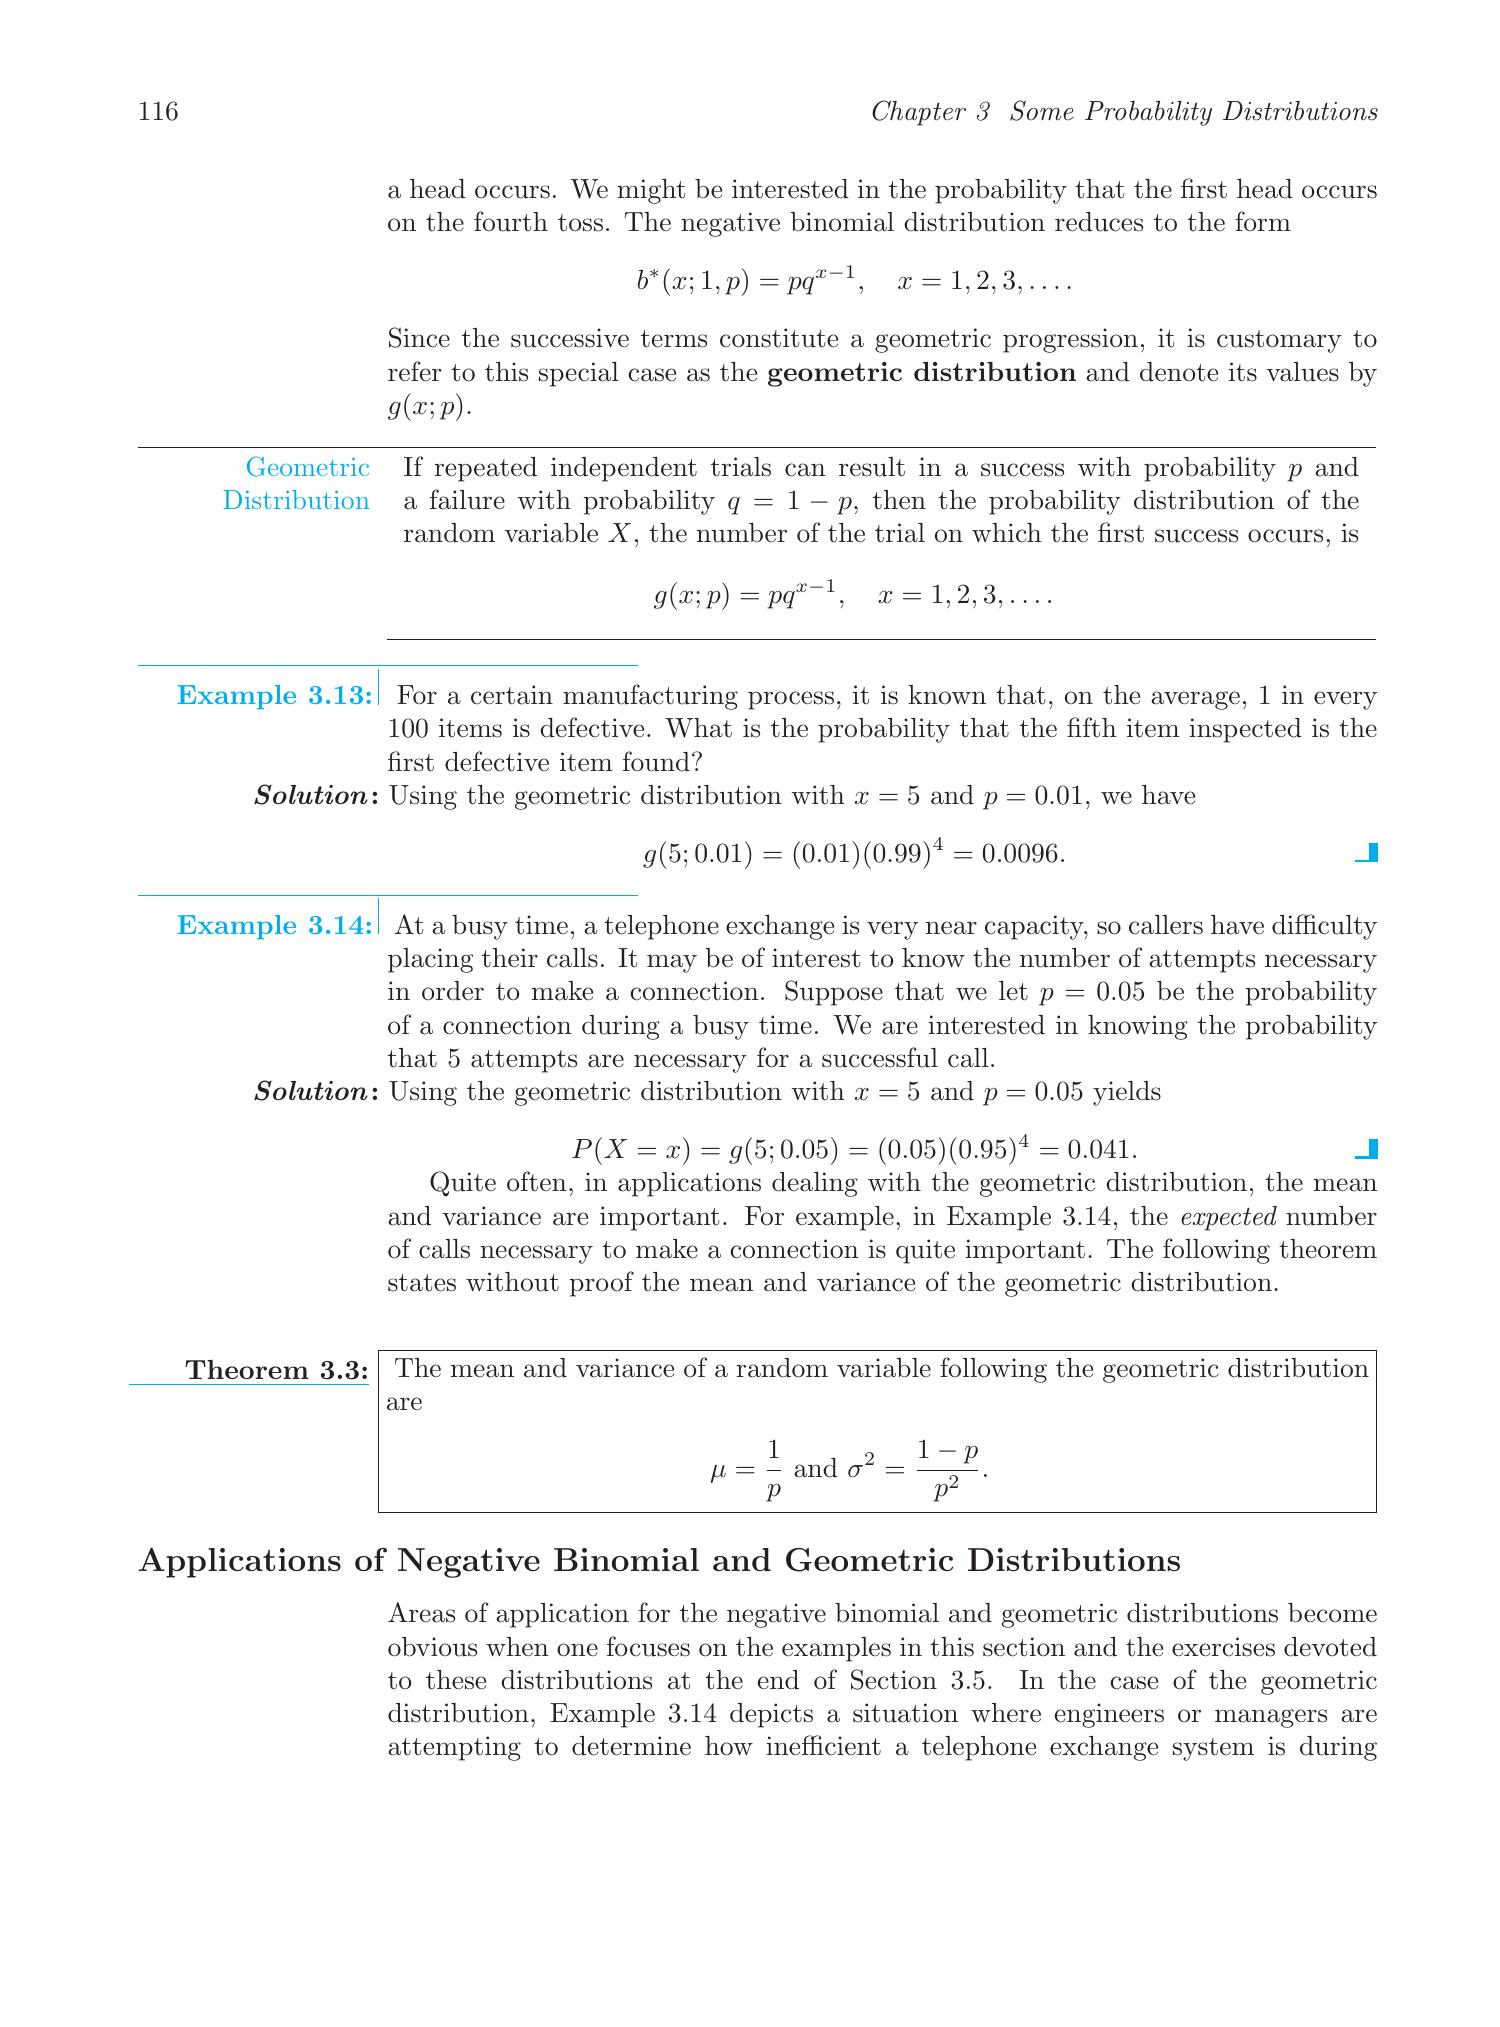 116 Chapter 3 Some Probability Distributions
a head occurs. We might be interested in the probability that the first head occurs
on the fourth toss. The negative binomial distribution reduces to the form
b*(x; 1, p) = pq^{x−1}, x = 1, 2, 3, . . . .
Since the successive terms constitute a geometric progression, it is customary to
refer to this special case as the geometric distribution and denote its values by
g(x; p).
Geometric If repeated independent trials can result in a success with probability p and
Distribution a failure with probability q = 1 − p, then the probability distribution of the
random variable X, the number of the trial on which the first success occurs, is
g(x; p) = pq^{x−1}, x = 1, 2, 3, . . . .
Example 3.13: For a certain manufacturing process, it is known that, on the average, 1 in every
100 items is defective. What is the probability that the fifth item inspected is the
first defective item found?
Solution: Using the geometric distribution with x = 5 and p = 0.01, we have
g(5; 0.01) = (0.01)(0.99)^4 = 0.0096.
Example 3.14: At a busy time, a telephone exchange is very near capacity, so callers have difficulty
placing their calls. It may be of interest to know the number of attempts necessary
in order to make a connection. Suppose that we let p = 0.05 be the probability
of a connection during a busy time. We are interested in knowing the probability
that 5 attempts are necessary for a successful call.
Solution: Using the geometric distribution with x = 5 and p = 0.05 yields
P(X = x) = g(5; 0.05) = (0.05)(0.95)^4 = 0.041.
Quite often, in applications dealing with the geometric distribution, the mean
and variance are important. For example, in Example 3.14, the expected number
of calls necessary to make a connection is quite important. The following theorem
states without proof the mean and variance of the geometric distribution.
Theorem 3.3: The mean and variance of a random variable following the geometric distribution
are
μ = 1/p and σ^2 = (1 − p)/p^2.
Applications of Negative Binomial and Geometric Distributions
Areas of application for the negative binomial and geometric distributions become
obvious when one focuses on the examples in this section and the exercises devoted
to these distributions at the end of Section 3.5. In the case of the geometric
distribution, Example 3.14 depicts a situation where engineers or managers are
attempting to determine how inefficient a telephone exchange system is during